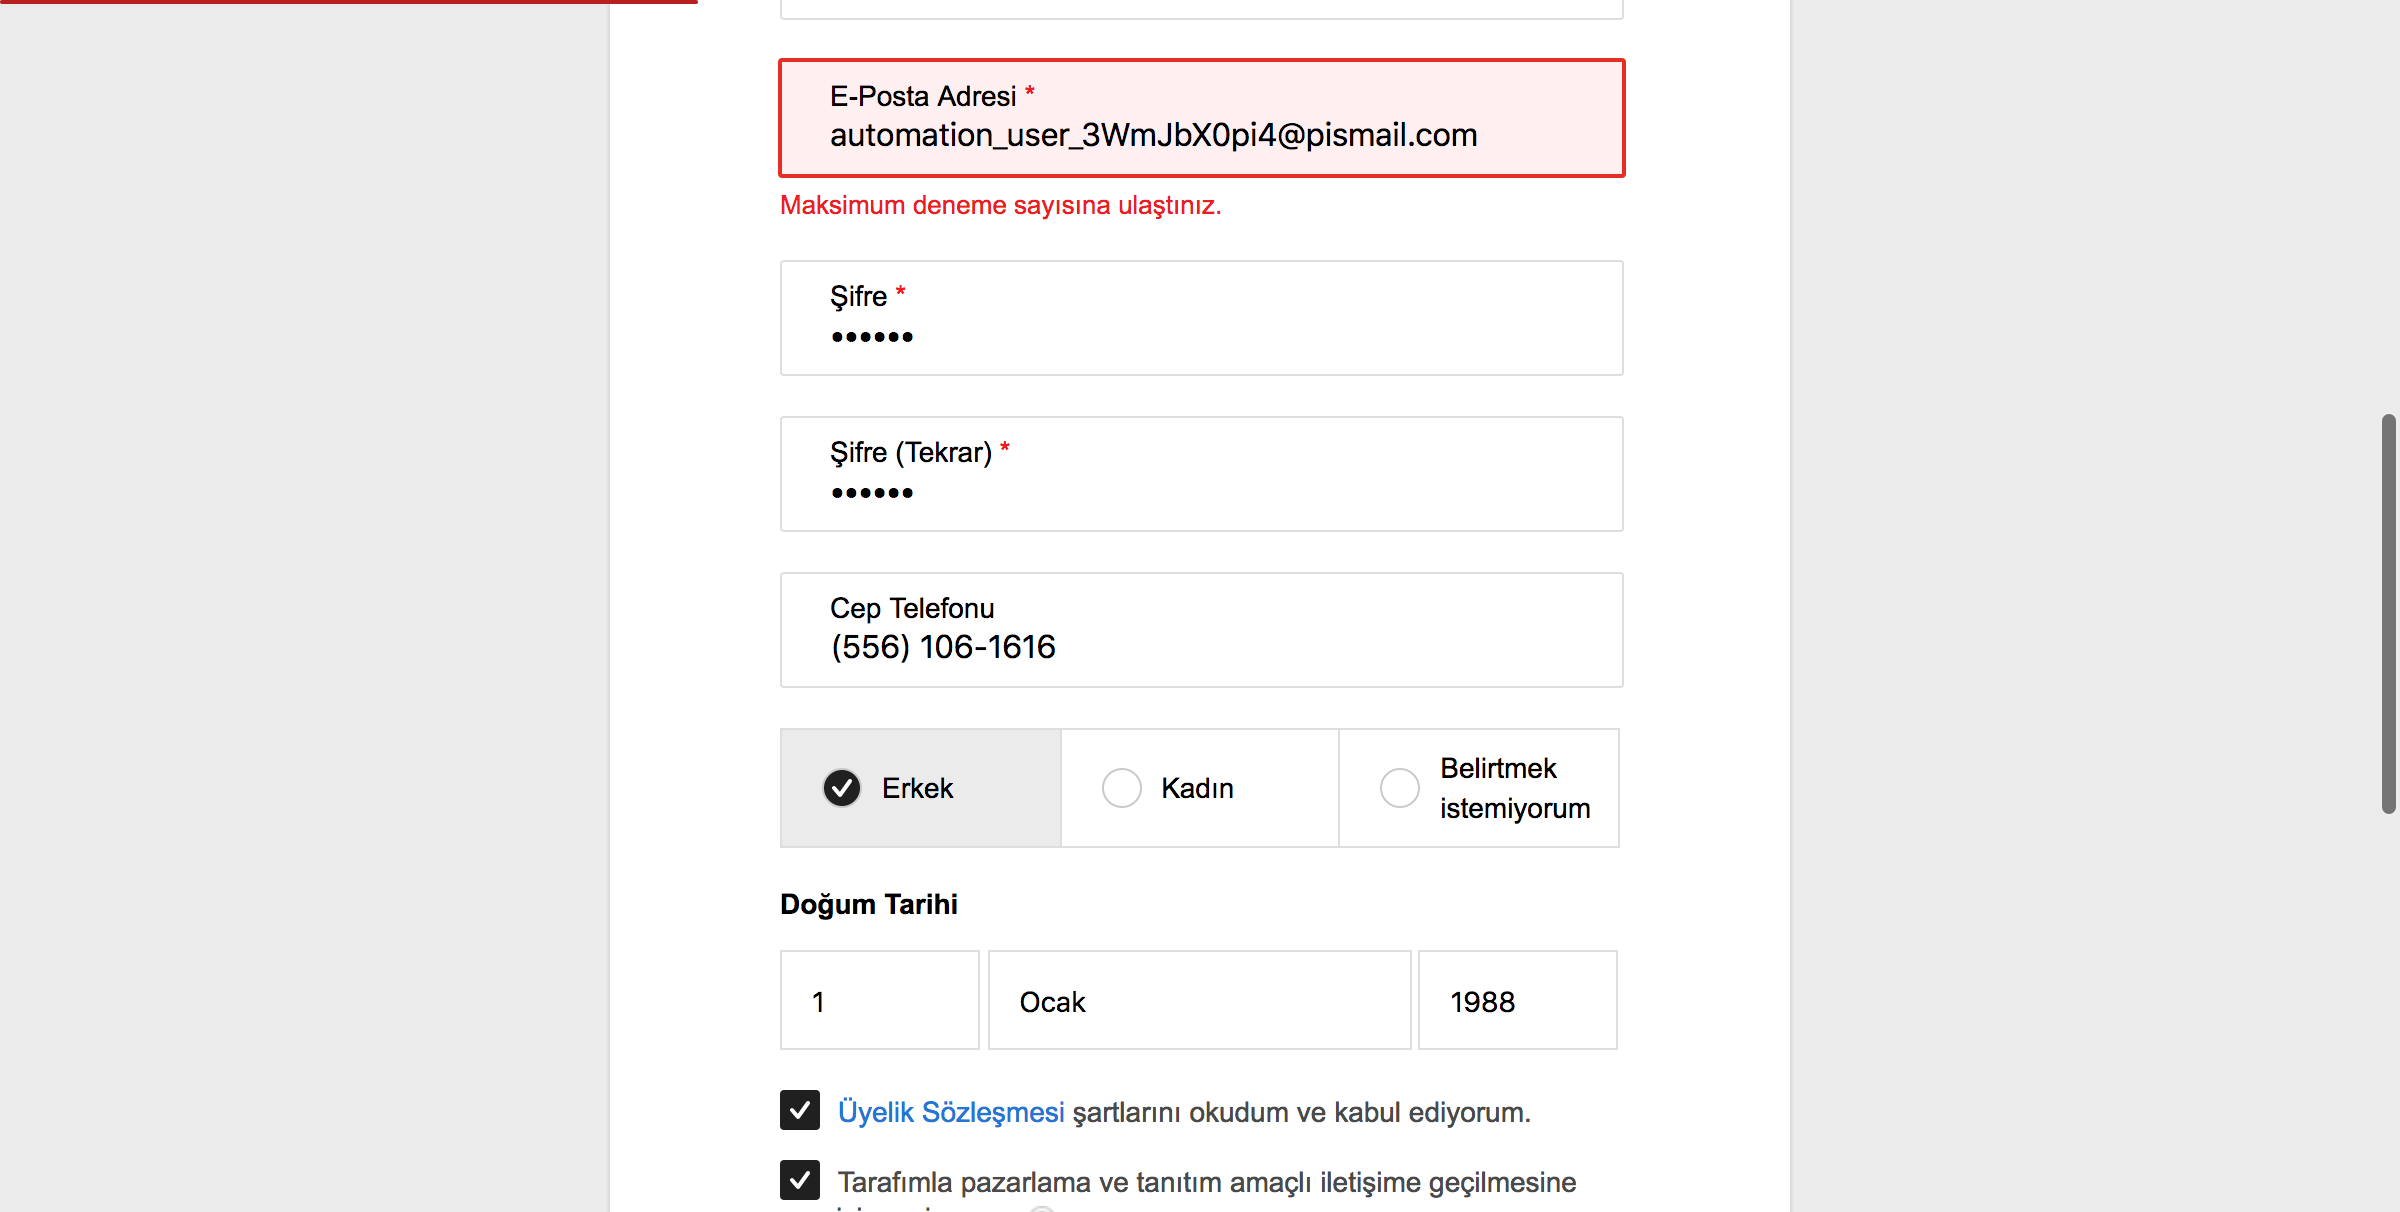 E-Posta Adresi *
automation_user_3WmJbX0pi4@pismail.com
Maksimum deneme sayısına ulaştınız.
Şifre *
••••••
Şifre (Tekrar) *
••••••
Cep Telefonu
(556) 106-1616
Erkek
Kadın
Belirtmek
istemiyorum
Doğum Tarihi
1
Ocak
1988
Üyelik Sözleşmesi şartlarını okudum ve kabul ediyorum.
Tarafımla pazarlama ve tanıtım amaçlı iletişime geçilmesine